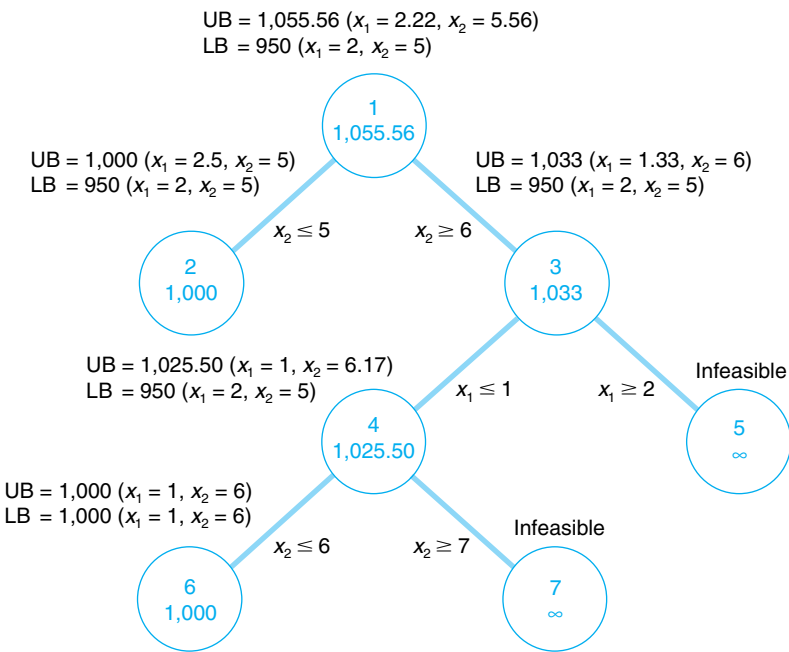 UB = 1,055.56 (x₁ = 2.22, x₂ = 5.56)
LB = 950 (x₁ = 2, x₂ = 5)
1
1,055.56
UB = 1,000 (x₁ = 2.5, x₂ = 5)
LB = 950 (x₁ = 2, x₂ = 5)
UB = 1,033 (x₁ = 1.33, x₂ = 6)
LB = 950 (x₁ = 2, x₂ = 5)
x₂ ≤ 5
x₂ ≥ 6
2
1,000
3
1,033
UB = 1,025.50 (x₁ = 1, x₂ = 6.17)
LB = 950 (x₁ = 2, x₂ = 5)
x₁ ≤ 1
x₁ ≥ 2
Infeasible
4
1,025.50
5
∞
UB = 1,000 (x₁ = 1, x₂ = 6)
LB = 1,000 (x₁ = 1, x₂ = 6)
x₂ ≤ 6
x₂ ≥ 7
Infeasible
6
1,000
7
∞